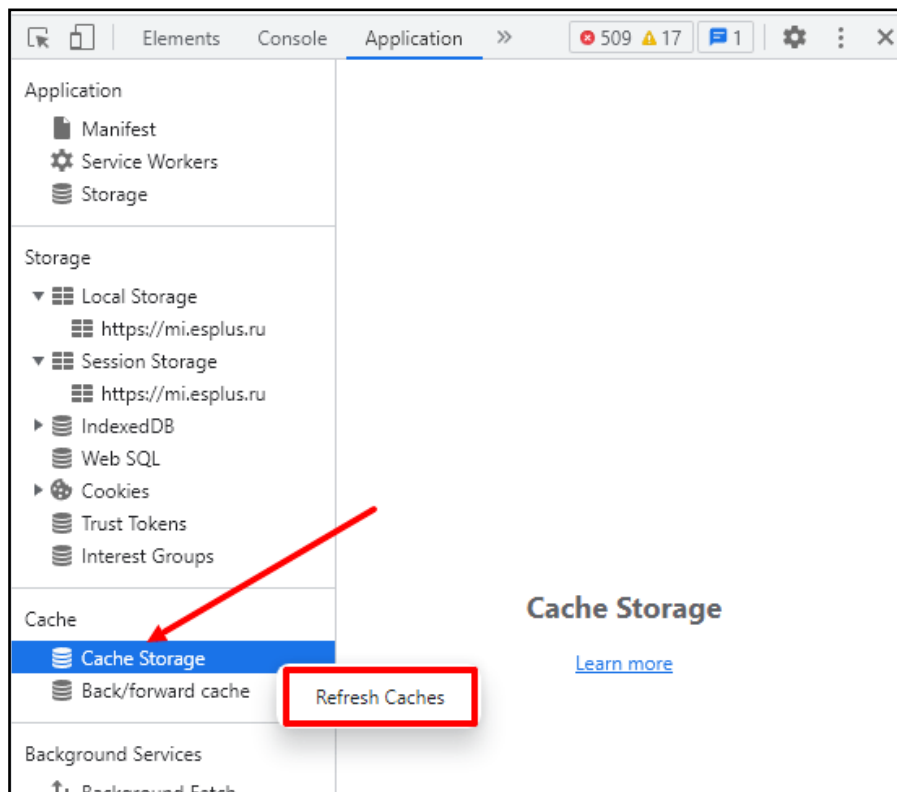 Elements Console Application 509 17 1
Application
Manifest
Service Workers
Storage
Storage
Local Storage
https://mi.esplus.ru
Session Storage
https://mi.esplus.ru
IndexedDB
Web SQL
Cookies
Trust Tokens
Interest Groups
Cache
Cache Storage
Back/forward cache
Refresh Caches
Cache Storage
Learn more
Background Services
Background Fetch